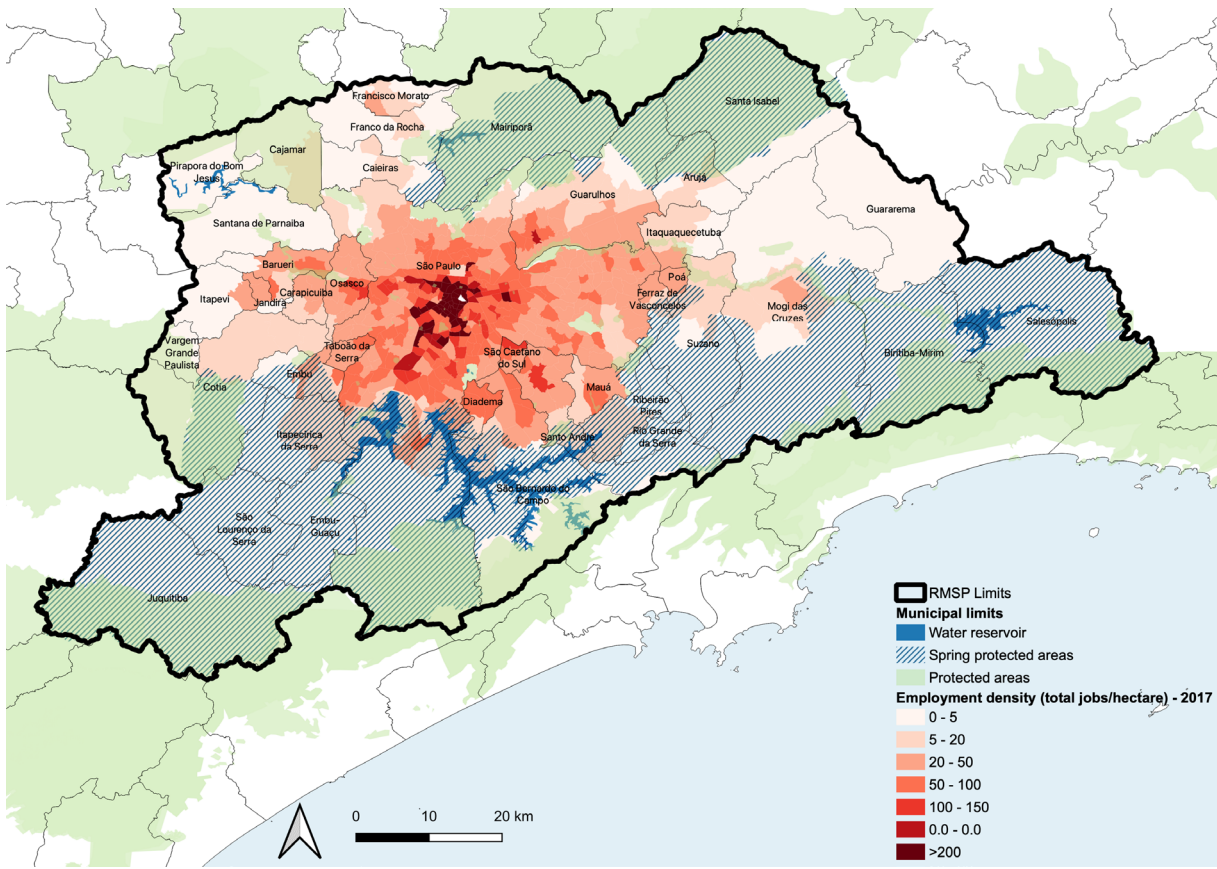 Francisco Morato
Santa Isabel
Franco da Rocha
Mairiporã
Cajamar
Pirapora do Bom
Jesus
Caieiras
Arujá
Guarulhos
Guararema
Santana de Parnaiba
Itaquaquecetuba
Barueri
São Paulo
Poá
Osasco
Itapevi
Carapicuiba
Jandira
Ferraz de
Vasconcelos
Mogi das
Cruzes
Salesópolis
Vargem
Grande
Paulista
Taboão da
Serra
São Caetano
do Sul
Suzano
Biritiba-Mirim
Embu
Cotia
Mauá
Diadema
Ribeirão
Pires
Itapecirica
da Serra
Santo André
Rio Grande
da Serra
São Bernardo do
Campo
São
Lourenço da
Serra
Embu-
Guaçu
Juquitiba
RMSP Limits
Municipal limits
Water reservoir
Spring protected areas
Protected areas
Employment density (total jobs/hectare) - 2017
0 - 5
5 - 20
20 - 50
50 - 100
100 - 150
0.0 - 0.0
>200
0 10 20 km